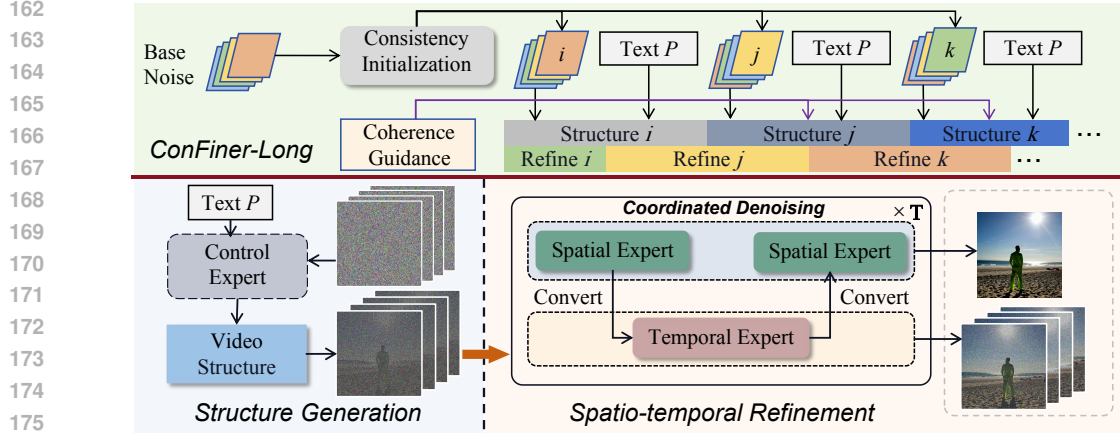 162
163
164
165
166
167
168
169
170
171
172
173
174
175
Base
Noise
Consistency
Initialization
i
Text P
j
Text P
k
Text P
Coherence
Guidance
ConFiner-Long
Structure i
Structure j
Structure k
...
Refine i
Refine j
Refine k
...
Text P
Control
Expert
Video
Structure
Structure Generation
Coordinated Denoising
× T
Spatial Expert
Spatial Expert
Convert
Convert
Temporal Expert
Spatio-temporal Refinement